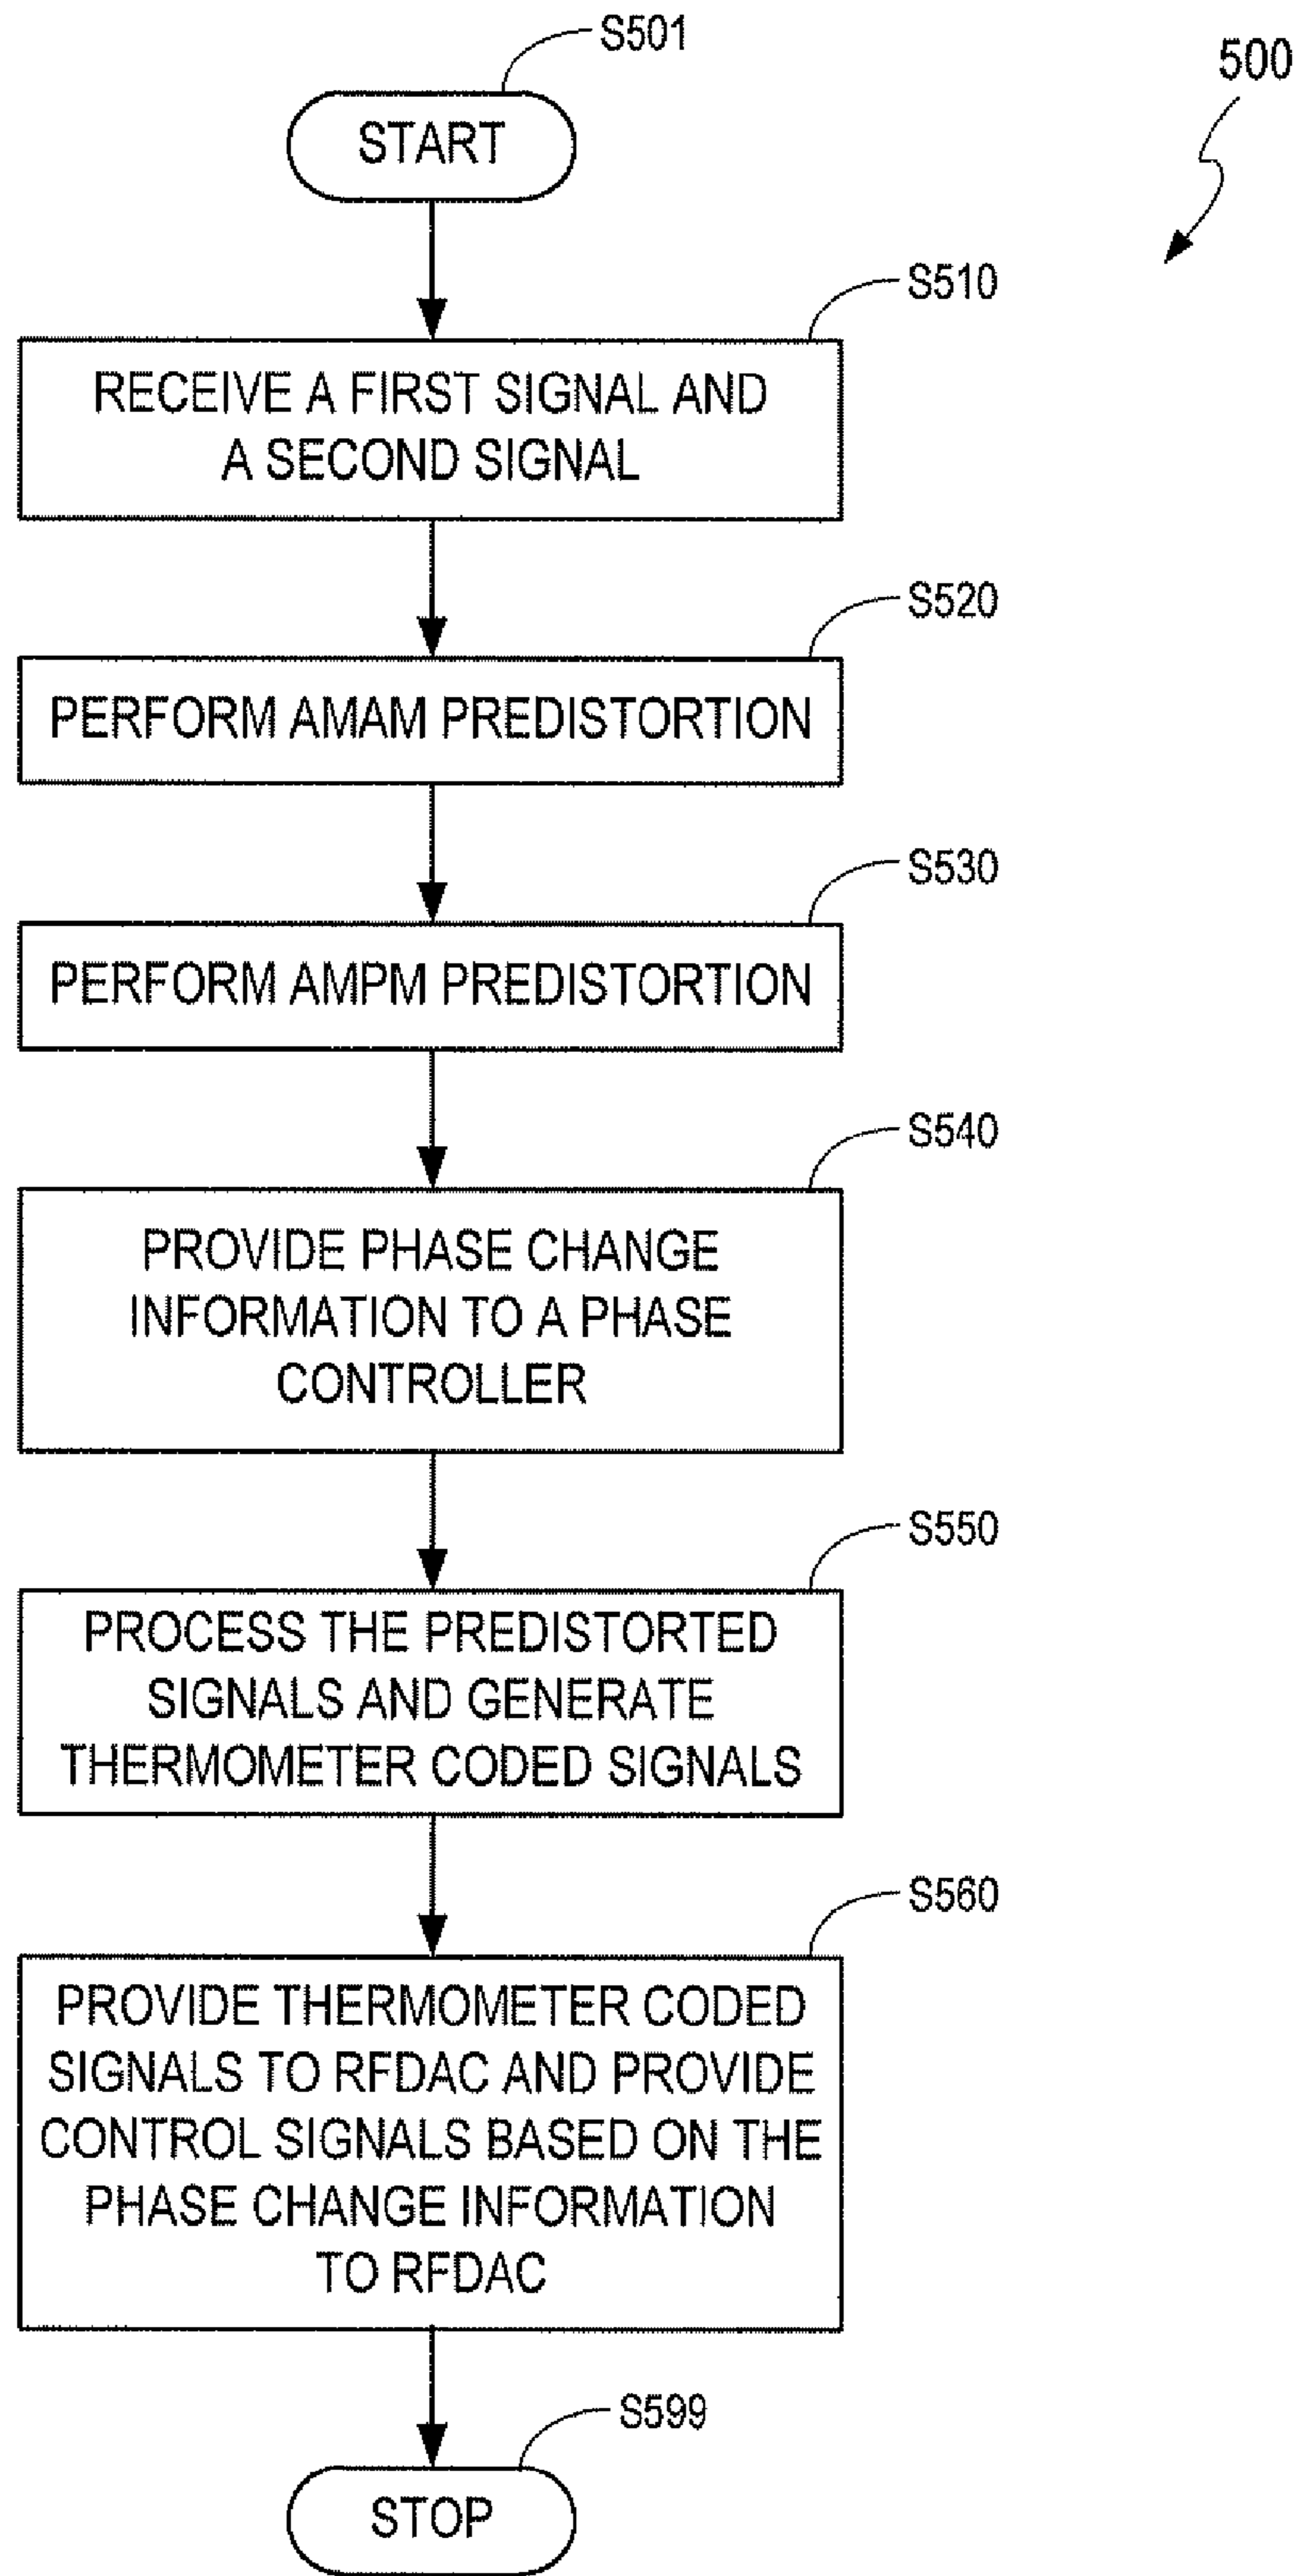 S501
500
START
S510
RECEIVE A FIRST SIGNAL AND
A SECOND SIGNAL
S520
PERFORM AMAM PREDISTORTION
S530
PERFORM AMPM PREDISTORTION
S540
PROVIDE PHASE CHANGE
INFORMATION TO A PHASE
CONTROLLER
S550
PROCESS THE PREDISTORTED
SIGNALS AND GENERATE
THERMOMETER CODED SIGNALS
S560
PROVIDE THERMOMETER CODED
SIGNALS TO RFDAC AND PROVIDE
CONTROL SIGNALS BASED ON THE
PHASE CHANGE INFORMATION
TO RFDAC
S599
STOP